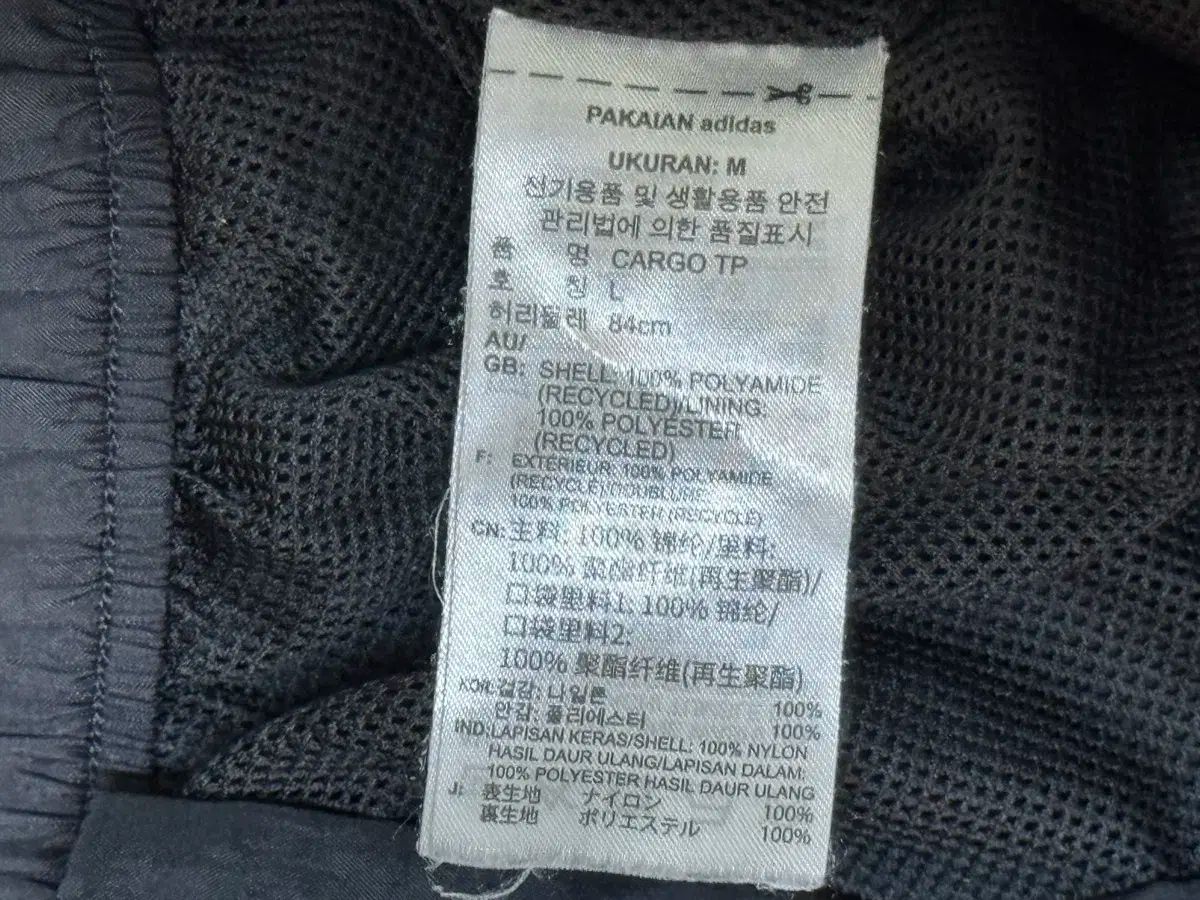 PAKAIAN adidas
UKURAN: M
전기용품 및 생활용품 안전
관리법에 의한 품질표시
품 명 CARGO TP
호 칭 L
허리둘레 84cm
AU/
GB: SHELL: 100% POLYAMIDE
(RECYCLED)/LINING:
100% POLYESTER
(RECYCLED)
F: EXTERIEUR: 100% POLYAMIDE
(RECYCLE)/DOUBLURE:
100% POLYESTER (RECYCLE)
CN: 主料: 100% 锦纶/里料:
100% 聚酯纤维(再生聚酯)/
口袋里料1: 100% 锦纶/
口袋里料2:
100% 聚酯纤维(再生聚酯)
KOR: 겉감: 나일론 100%
안감: 폴리에스터 100%
IND: LAPISAN KERAS/SHELL: 100% NYLON
HASIL DAUR ULANG/LAPISAN DALAM:
100% POLYESTER HASIL DAUR ULANG
J: 表生地 ナイロン 100%
裏生地 ポリエステル 100%